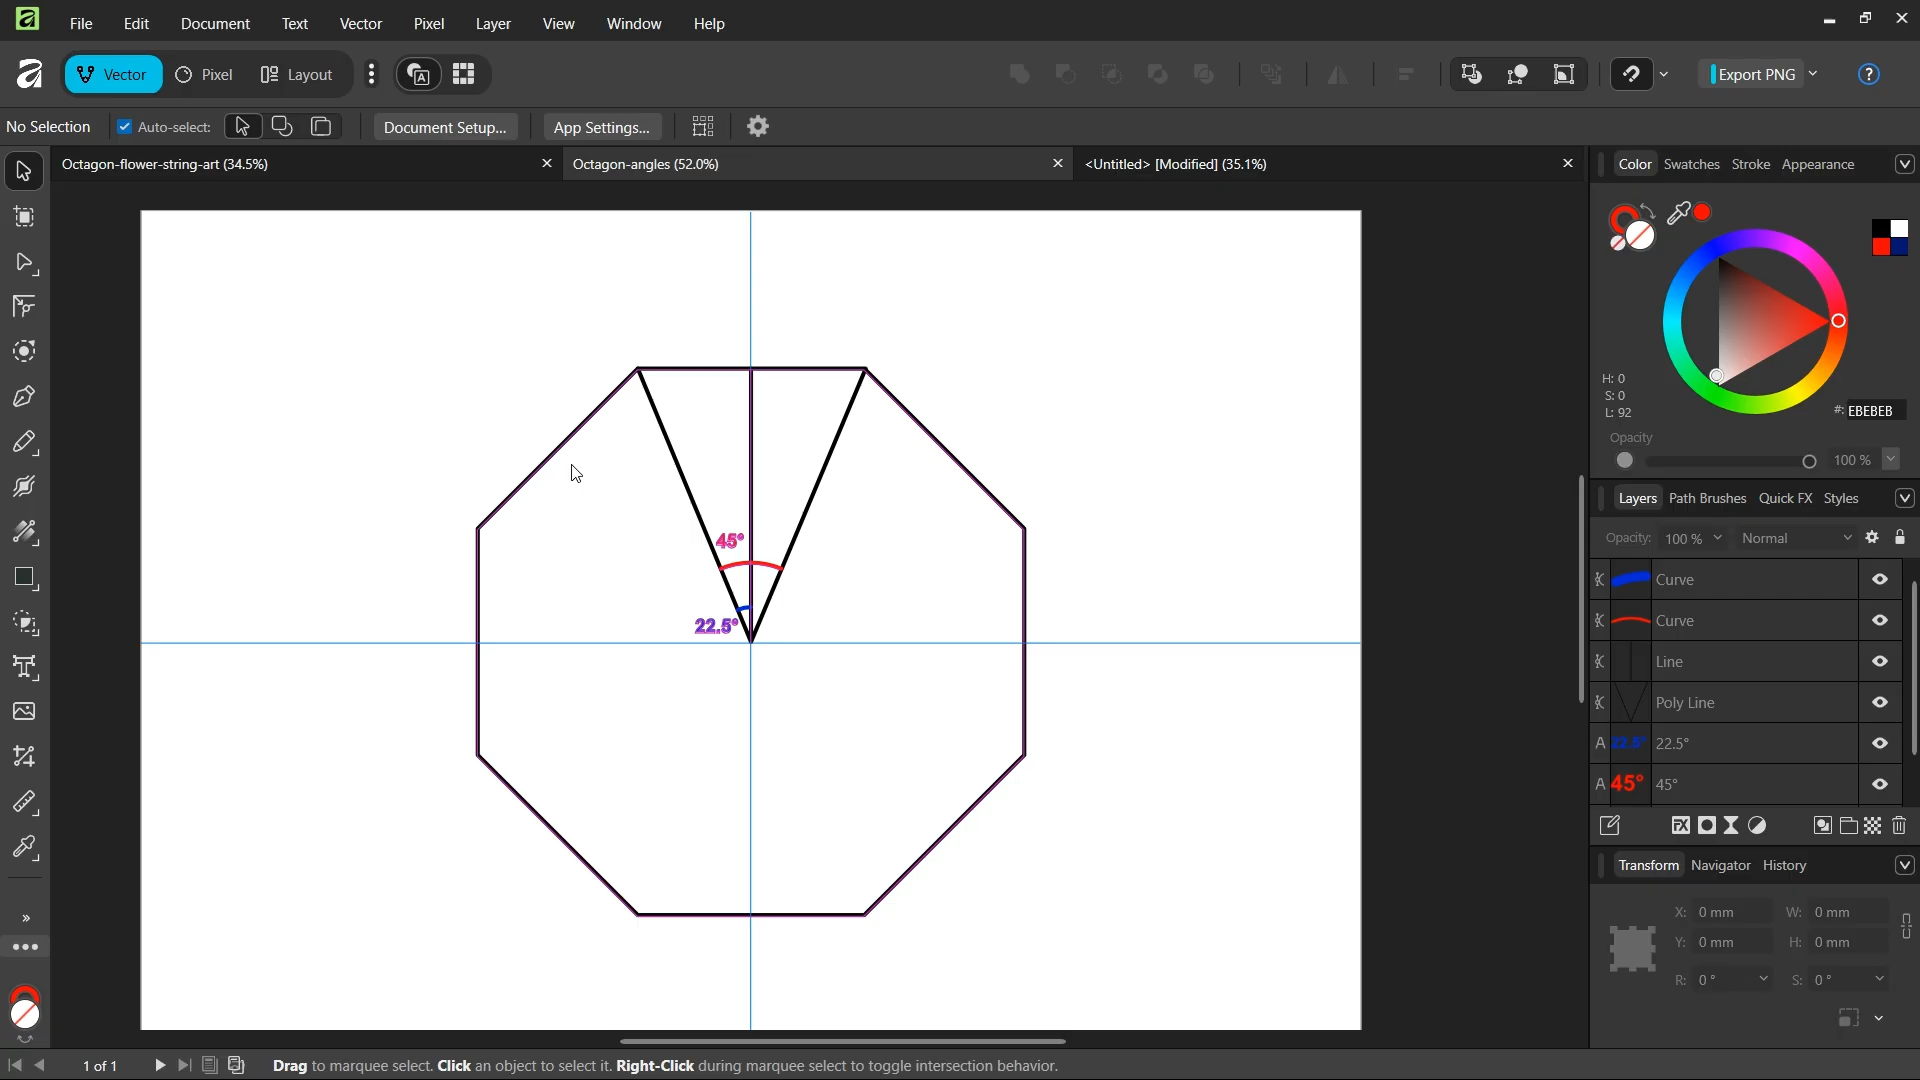 File Edit Document Text Vector Pixel Layer View Window Help
Vector Pixel Layout Export PNG ?
No Selection Auto-select: Document Setup... App Settings...
Octagon-flower-string-art (34.5%) Octagon-angles (52.0%) <Untitled> [Modified] (35.1%)
Color Swatches Stroke Appearance
H: 0
S: 0
L: 92
#: EBEBEB
Opacity
100 %
Layers Path Brushes Quick FX Styles
Opacity: 100 % Normal
Curve
Curve
Line
Poly Line
A 22.5° 22.5°
A 45° 45°
FX
Transform Navigator History
X: 0 mm W: 0 mm
Y: 0 mm H: 0 mm
R: 0 ° S: 0 °
45°
22.5°
1 of 1 Drag to marquee select. Click an object to select it. Right-Click during marquee select to toggle intersection behavior.